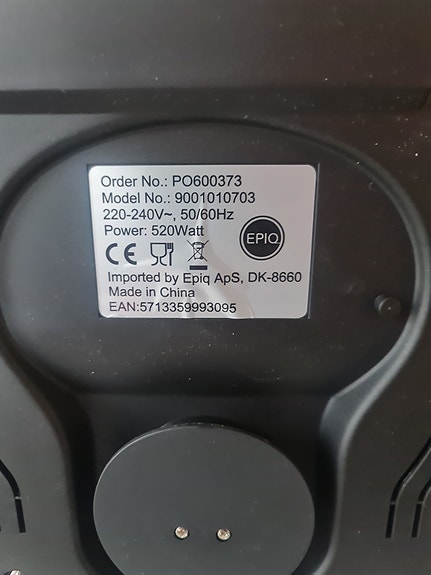 Order No.: PO600373
Model No.: 9001010703
220-240V~, 50/60Hz
Power: 520Watt
EPIQ
CE
Imported by Epiq ApS, DK-8660
Made in China
EAN:5713359993095